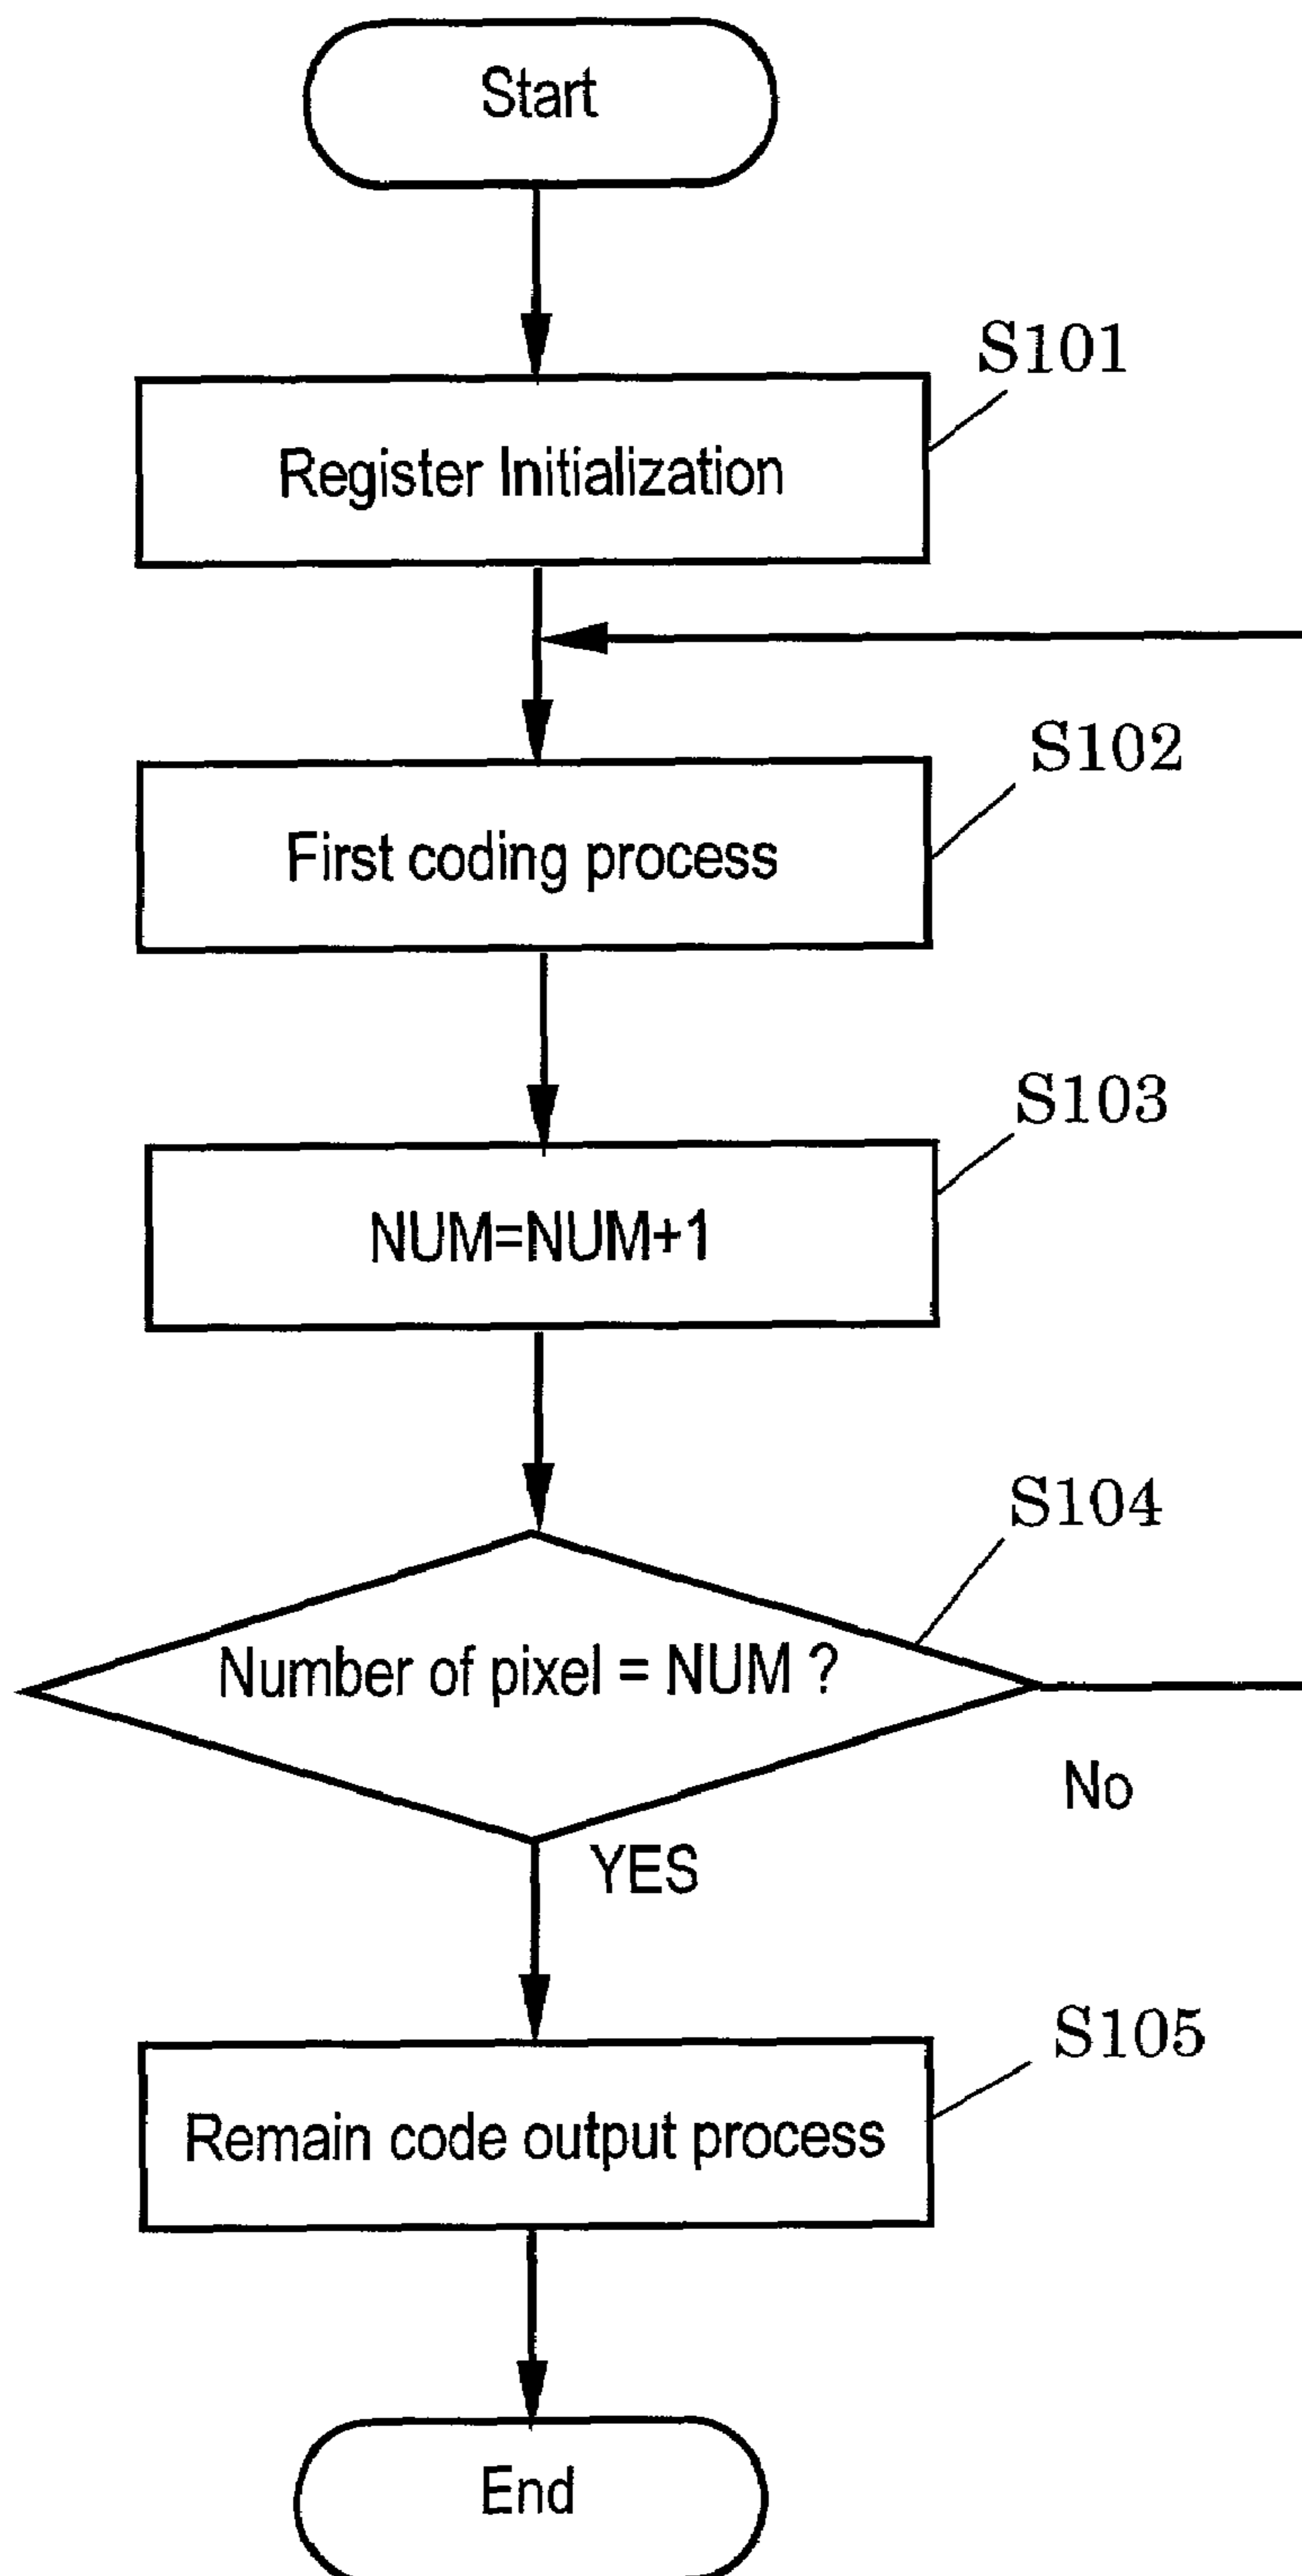 Start
S101
Register Initialization
S102
First coding process
S103
NUM=NUM+1
S104
Number of pixel = NUM ?
No
YES
S105
Remain code output process
End